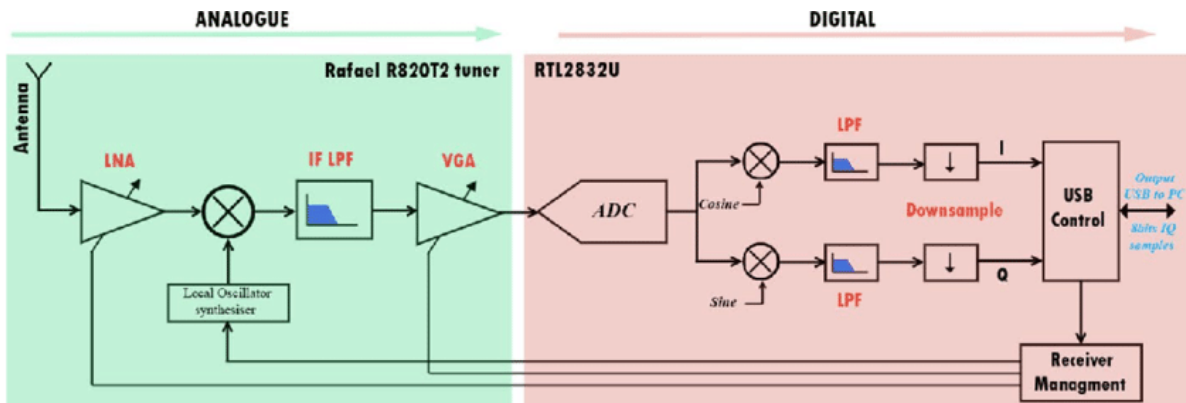 ANALOGUE
DIGITAL
Rafael R820T2 tuner
RTL2832U
Antenna
LNA
IF LPF
VGA
LPF
I
ADC
Cosine
Downsample
USB
Control
Output
USB to PC
8bits IQ
samples
Sine
LPF
Q
Local Oscillator
synthesiser
Receiver
Managment